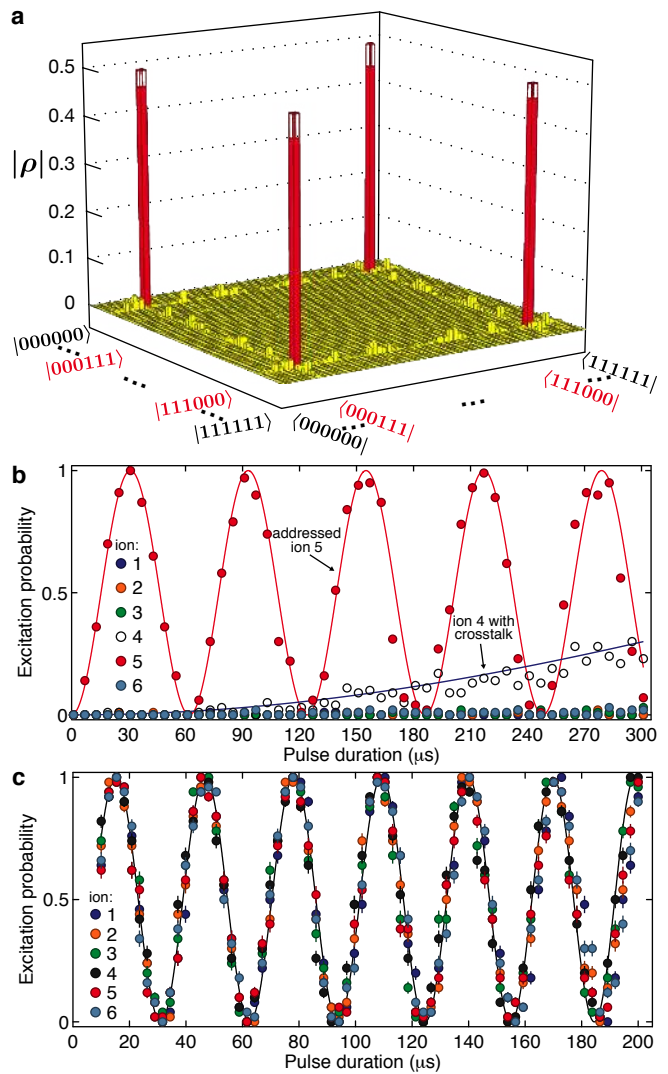 a
0.5
0.4
0.3
|ρ|
0.2
0.1
0
|000000⟩
|000111⟩
|111000⟩
|111111⟩
⟨000000|
⟨000111|
⟨111000|
⟨111111|
b
Excitation probability
1
0.5
0
addressed
ion 5
ion:
1
2
3
4
5
6
ion 4 with
crosstalk
0 30 60 90 120 150 180 210 240 270 300
Pulse duration (μs)
c
Excitation probability
1
0.5
0
ion:
1
2
3
4
5
6
0 20 40 60 80 100 120 140 160 180 200
Pulse duration (μs)